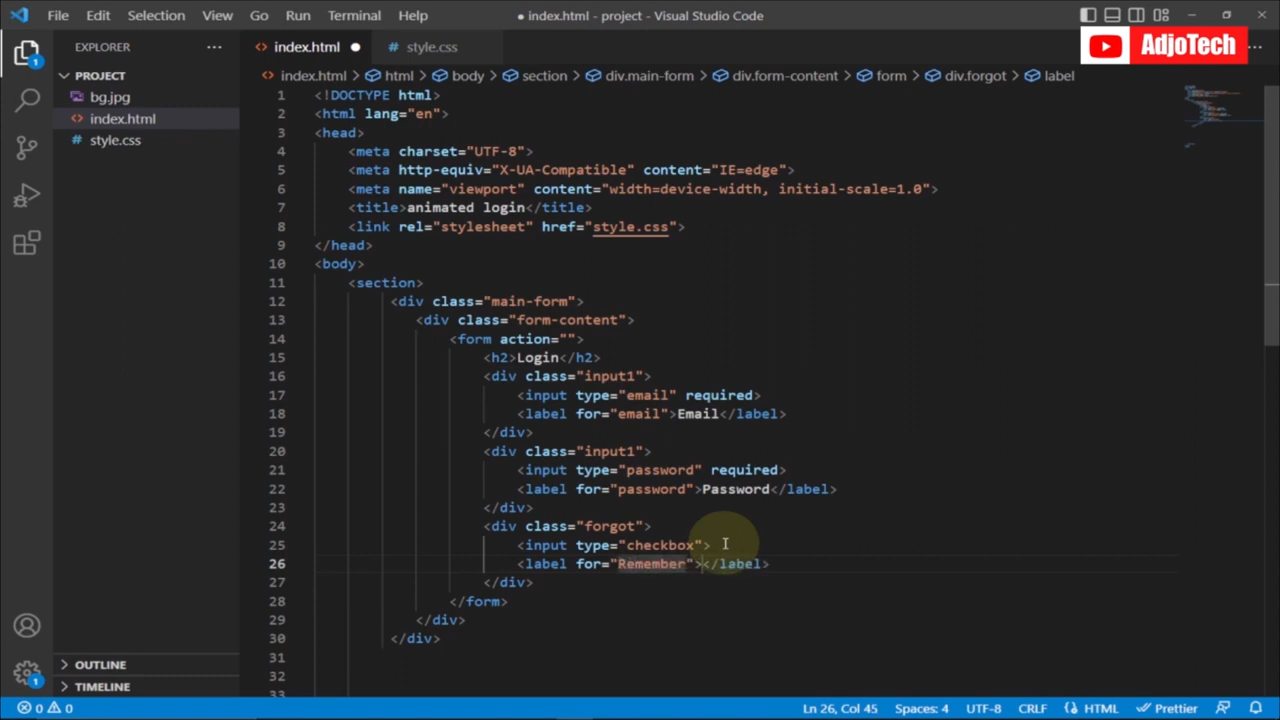 File Edit Selection View Go Run Terminal Help
● index.html - project - Visual Studio Code
AdjoTech
EXPLORER
PROJECT
bg.jpg
index.html
style.css
OUTLINE
TIMELINE
index.html ● style.css
index.html > html > body > section > div.main-form > div.form-content > form > div.forgot > label
1 <!DOCTYPE html>
2 <html lang="en">
3 <head>
4 <meta charset="UTF-8">
5 <meta http-equiv="X-UA-Compatible" content="IE=edge">
6 <meta name="viewport" content="width=device-width, initial-scale=1.0">
7 <title>animated login</title>
8 <link rel="stylesheet" href="style.css">
9 </head>
10 <body>
11 <section>
12 <div class="main-form">
13 <div class="form-content">
14 <form action="">
15 <h2>Login</h2>
16 <div class="input1">
17 <input type="email" required>
18 <label for="email">Email</label>
19 </div>
20 <div class="input1">
21 <input type="password" required>
22 <label for="password">Password</label>
23 </div>
24 <div class="forgot">
25 <input type="checkbox">
26 <label for="Remember"></label>
27 </div>
28 </form>
29 </div>
30 </div>
31
32
33
1
1
0 0 Ln 26, Col 45 Spaces: 4 UTF-8 CRLF HTML Prettier